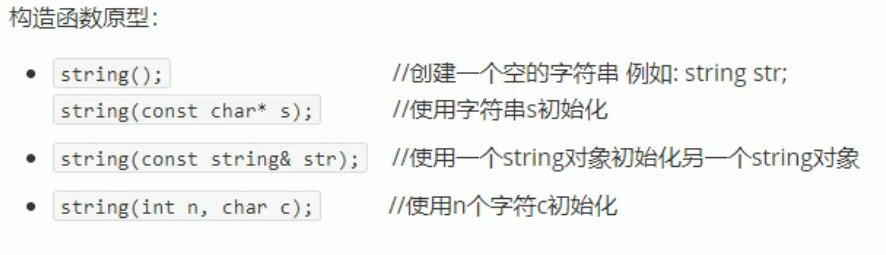 构造函数原型：
• string(); //创建一个空的字符串 例如: string str;
string(const char* s); //使用字符串s初始化
• string(const string& str); //使用一个string对象初始化另一个string对象
• string(int n, char c); //使用n个字符c初始化